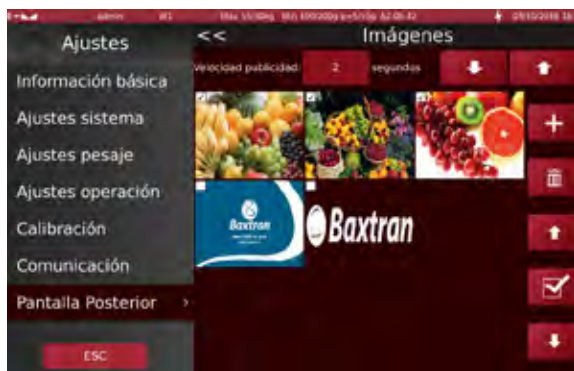 admin
Ajustes
<< Imágenes
Velocidad publicidad: 2 segundos
Información básica
Ajustes sistema
Ajustes pesaje
Ajustes operación
Calibración
Comunicación
Pantalla Posterior >
ESC
Baxtran
Baxtran